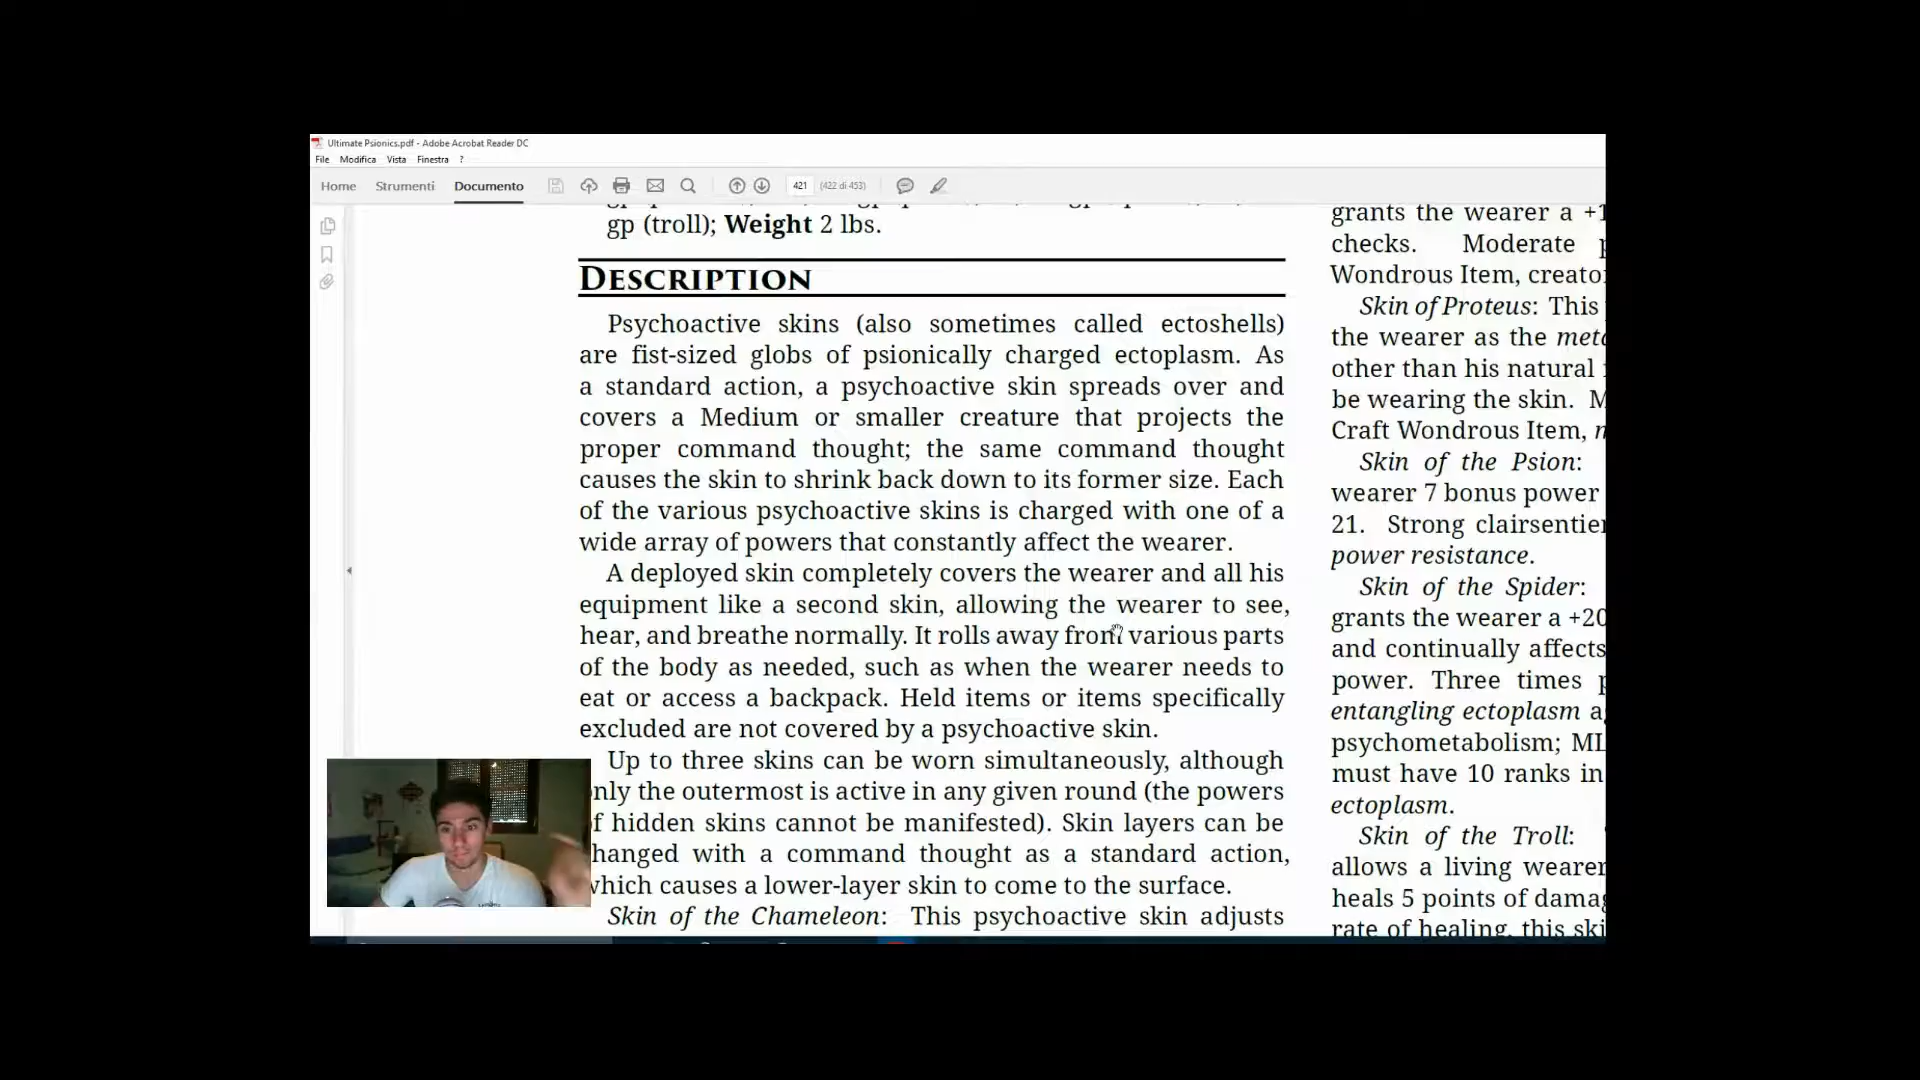 Ultimate Psionics.pdf - Adobe Acrobat Reader DC
File Modifica Vista Finestra ?
Home Strumenti Documento 421 (422 di 453)
gp (troll); Weight 2 lbs.
DESCRIPTION
Psychoactive skins (also sometimes called ectoshells)
are fist-sized globs of psionically charged ectoplasm. As
a standard action, a psychoactive skin spreads over and
covers a Medium or smaller creature that projects the
proper command thought; the same command thought
causes the skin to shrink back down to its former size. Each
of the various psychoactive skins is charged with one of a
wide array of powers that constantly affect the wearer.
A deployed skin completely covers the wearer and all his
equipment like a second skin, allowing the wearer to see,
hear, and breathe normally. It rolls away from various parts
of the body as needed, such as when the wearer needs to
eat or access a backpack. Held items or items specifically
excluded are not covered by a psychoactive skin.
Up to three skins can be worn simultaneously, although
only the outermost is active in any given round (the powers
of hidden skins cannot be manifested). Skin layers can be
changed with a command thought as a standard action,
which causes a lower-layer skin to come to the surface.
Skin of the Chameleon: This psychoactive skin adjusts
grants the wearer a +1
checks. Moderate
Wondrous Item, creato
Skin of Proteus: This
the wearer as the
other than his natural
be wearing the skin.
Craft Wondrous Item,
Skin of the Psion:
wearer 7 bonus power
21. Strong clairsentie
power resistance.
Skin of the Spider:
grants the wearer a +20
and continually affects
power. Three times
entangling ectoplasm
psychometabolism; ML
must have 10 ranks in
ectoplasm.
Skin of the Troll:
allows a living wearer
heals 5 points of dama
rate of healing, this ski